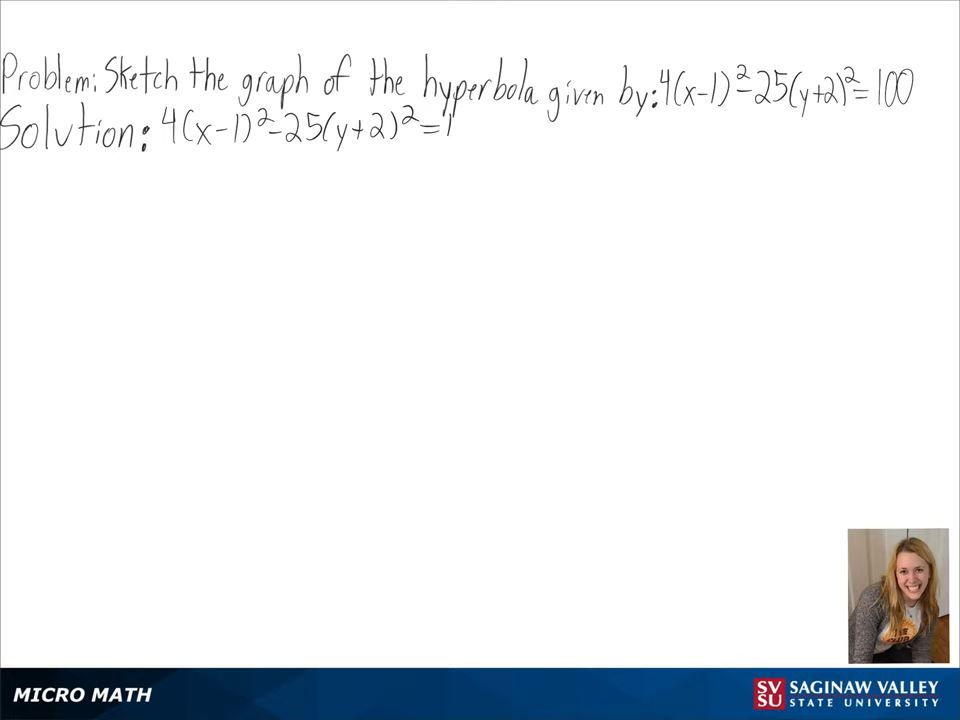 Problem: Sketch the graph of the hyperbola given by: 4(x-1)²-25(y+2)²=100
Solution: 4(x-1)²-25(y+2)²=1
MICRO MATH
SV SU SAGINAW VALLEY
STATE UNIVERSITY